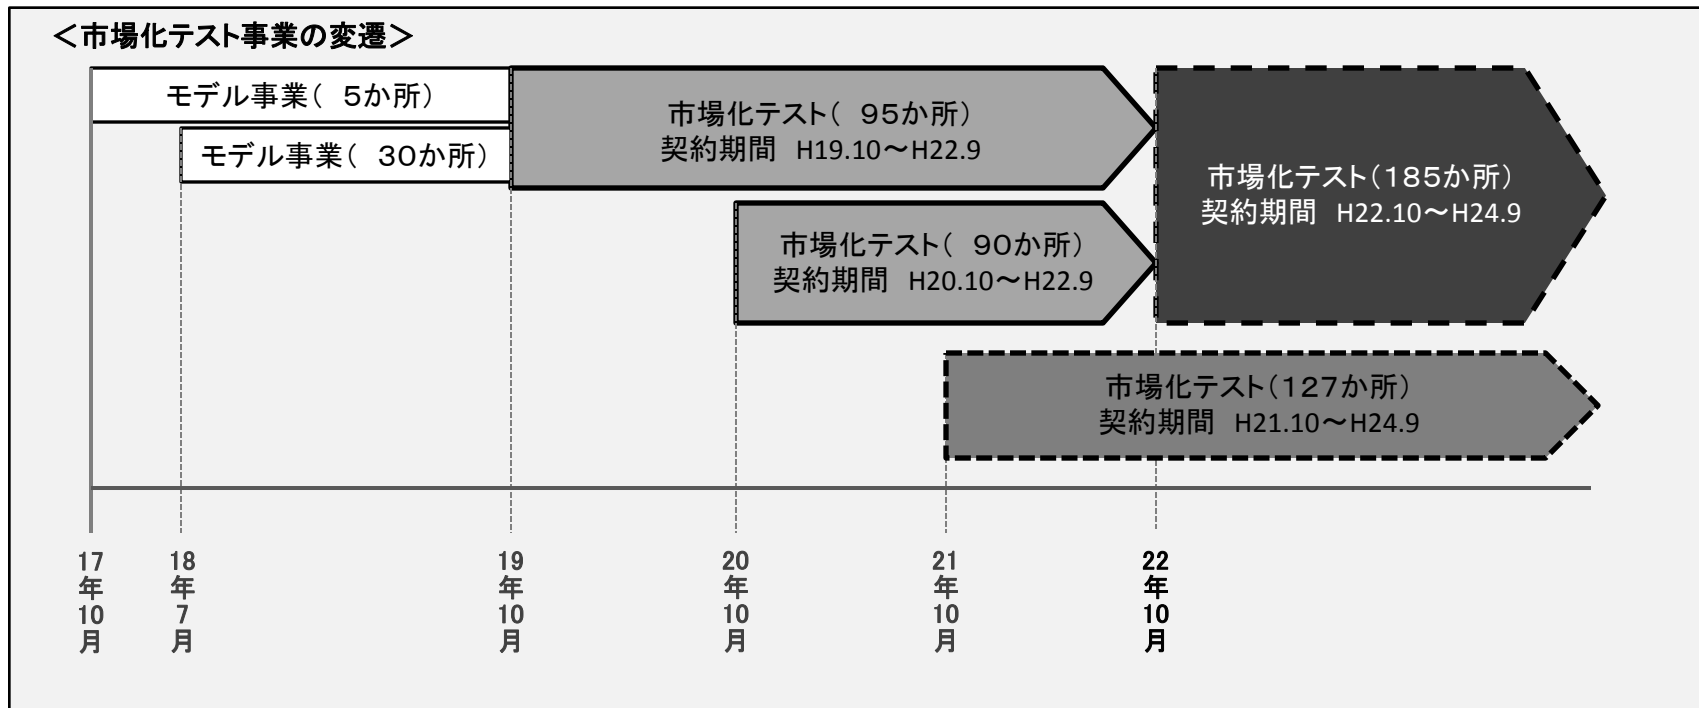 ＜市場化テスト事業の変遷＞
モデル事業(　5か所)
モデル事業(　30か所)
市場化テスト(　95か所)
契約期間　H19.10～H22.9
市場化テスト(　90か所)
契約期間　H20.10～H22.9
市場化テスト(185か所)
契約期間　H22.10～H24.9
市場化テスト(127か所)
契約期間　H21.10～H24.9
17年10月
18年7月
19年10月
20年10月
21年10月
22年10月